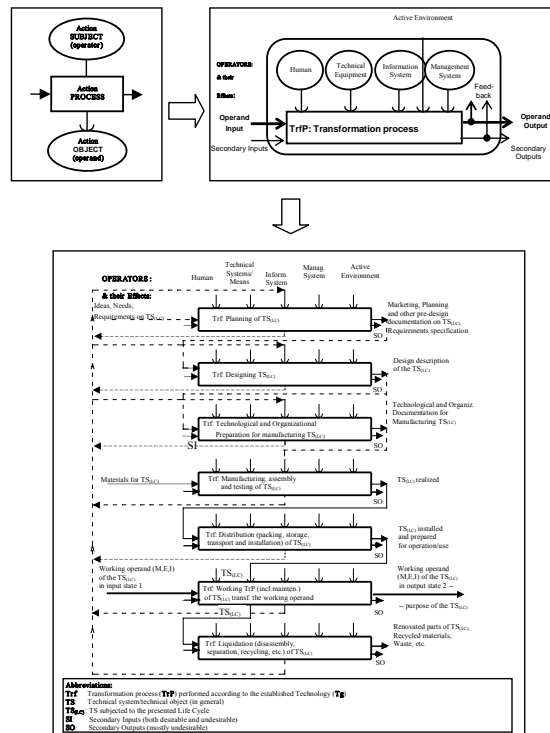 Action
SUBJECT
(operator)
Action
PROCESS
Action
OBJECT
(operand)
Active Environment
OPERATORS:
& their
Effects:
Human
Technical
Equipment
Information
System
Management
System
Feed-
back
Operand
Input
TrfP: Transformation process
Operand
Output
Secondary Inputs
Secondary
Outputs
OPERATORS :
& their Effects:
Human
Technical
Systems/
Means
Inform.
System
Manag.
System
Active
Environment
Ideas, Needs,
Requirements on TS(LC)
Trf: Planning of TS(LC)
SO
Marketing, Planning
and other pre-design
documentation on TS(LC),
Requirements specification
Trf: Designing TS(LC)
SO
Design description
of the TS(LC)
Trf: Technological and Organizational
Preparation for manufacturing TS(LC)
SI
SO
Technological and Organiz.
Documentation for
Manufacturing TS(LC)
Materials for TS(LC)
Trf: Manufacturing, assembly
and testing of TS(LC)
SO
TS(LC) realized
Trf: Distribution (packing, storage,
transport and installation) of TS(LC)
SO
TS(LC) installed
and prepared
for operation/use
Working operand (M,E,I)
of the TS(LC)
in input state 1
TS(LC)
Trf: Working TrP (incl.mainten.)
of TS(LC) transf. the working operand
SO
Working operand
(M,E,I) of the TS(LC)
in output state 2 --
-- purpose of the TS(LC)
TS(LC)
Trf: Liquidation (disassembly,
separation, recycling, etc.) of TS(LC)
SO
Renovated parts of TS(LC),
Recycled materials,
Waste, etc.
Abbreviations:
Trf Transformation process (TrP) performed according to the established Technology (Tg)
TS Technical system/technical object (in general)
TS(LC): TS subjected to the presented Life Cycle
SI: Secondary Inputs (both desirable and undesirable)
SO: Secondary Outputs (mostly undesirable)